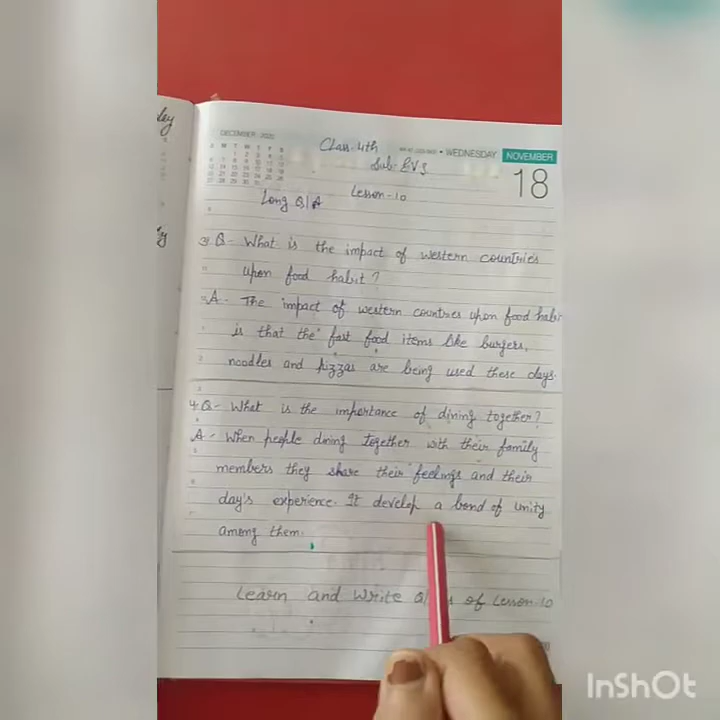 ley
y
DECEMBER 2020
WEDNESDAY
NOVEMBER
18
Class-4th
Sub-EVS
Lesson-10
Long Q/A
3) Q- What is the impact of western countries
upon food habit?
A- The impact of western countries upon food habit
is that the fast food items like burgers,
noodles and pizzas are being used these days.
4) Q- What is the importance of dining together?
A- When people dining together with their family
members they share their feelings and their
day's experience. It develop a bond of unity
among them.
Learn and Write of Lesson-10
InShOt